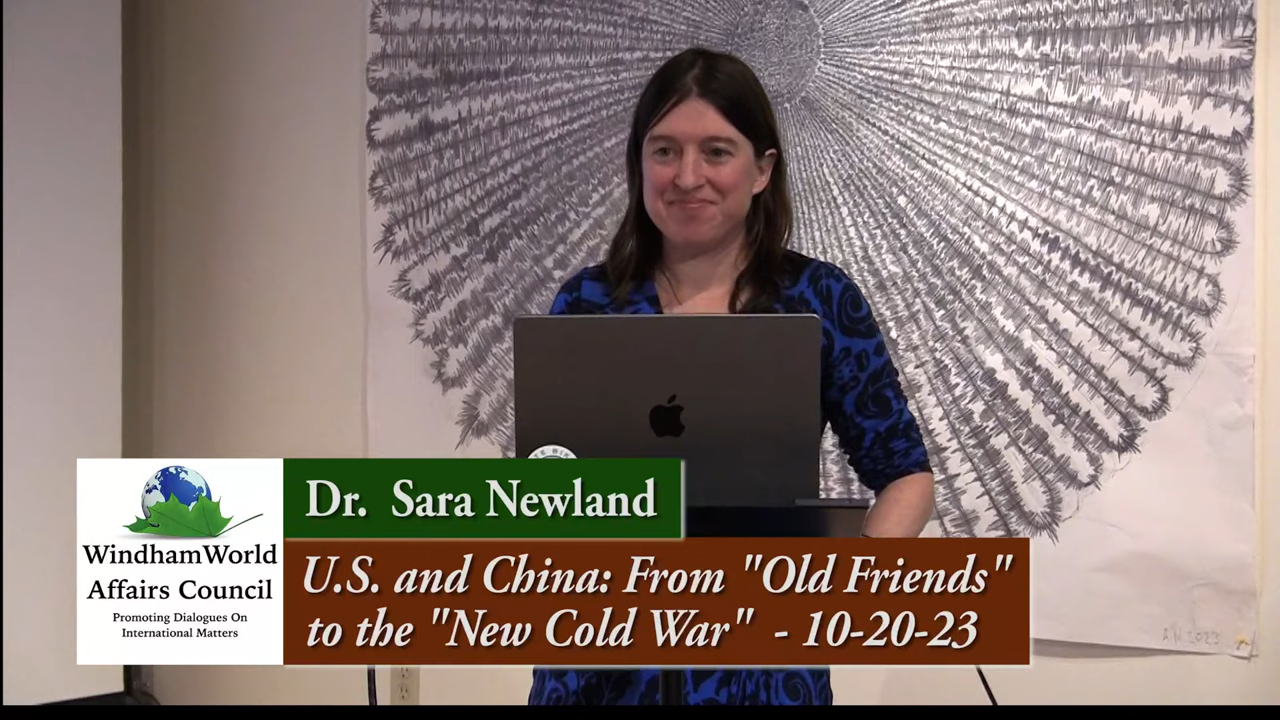 Dr. Sara Newland
WindhamWorld
Affairs Council
Promoting Dialogues On
International Matters
U.S. and China: From "Old Friends"
to the "New Cold War" - 10-20-23